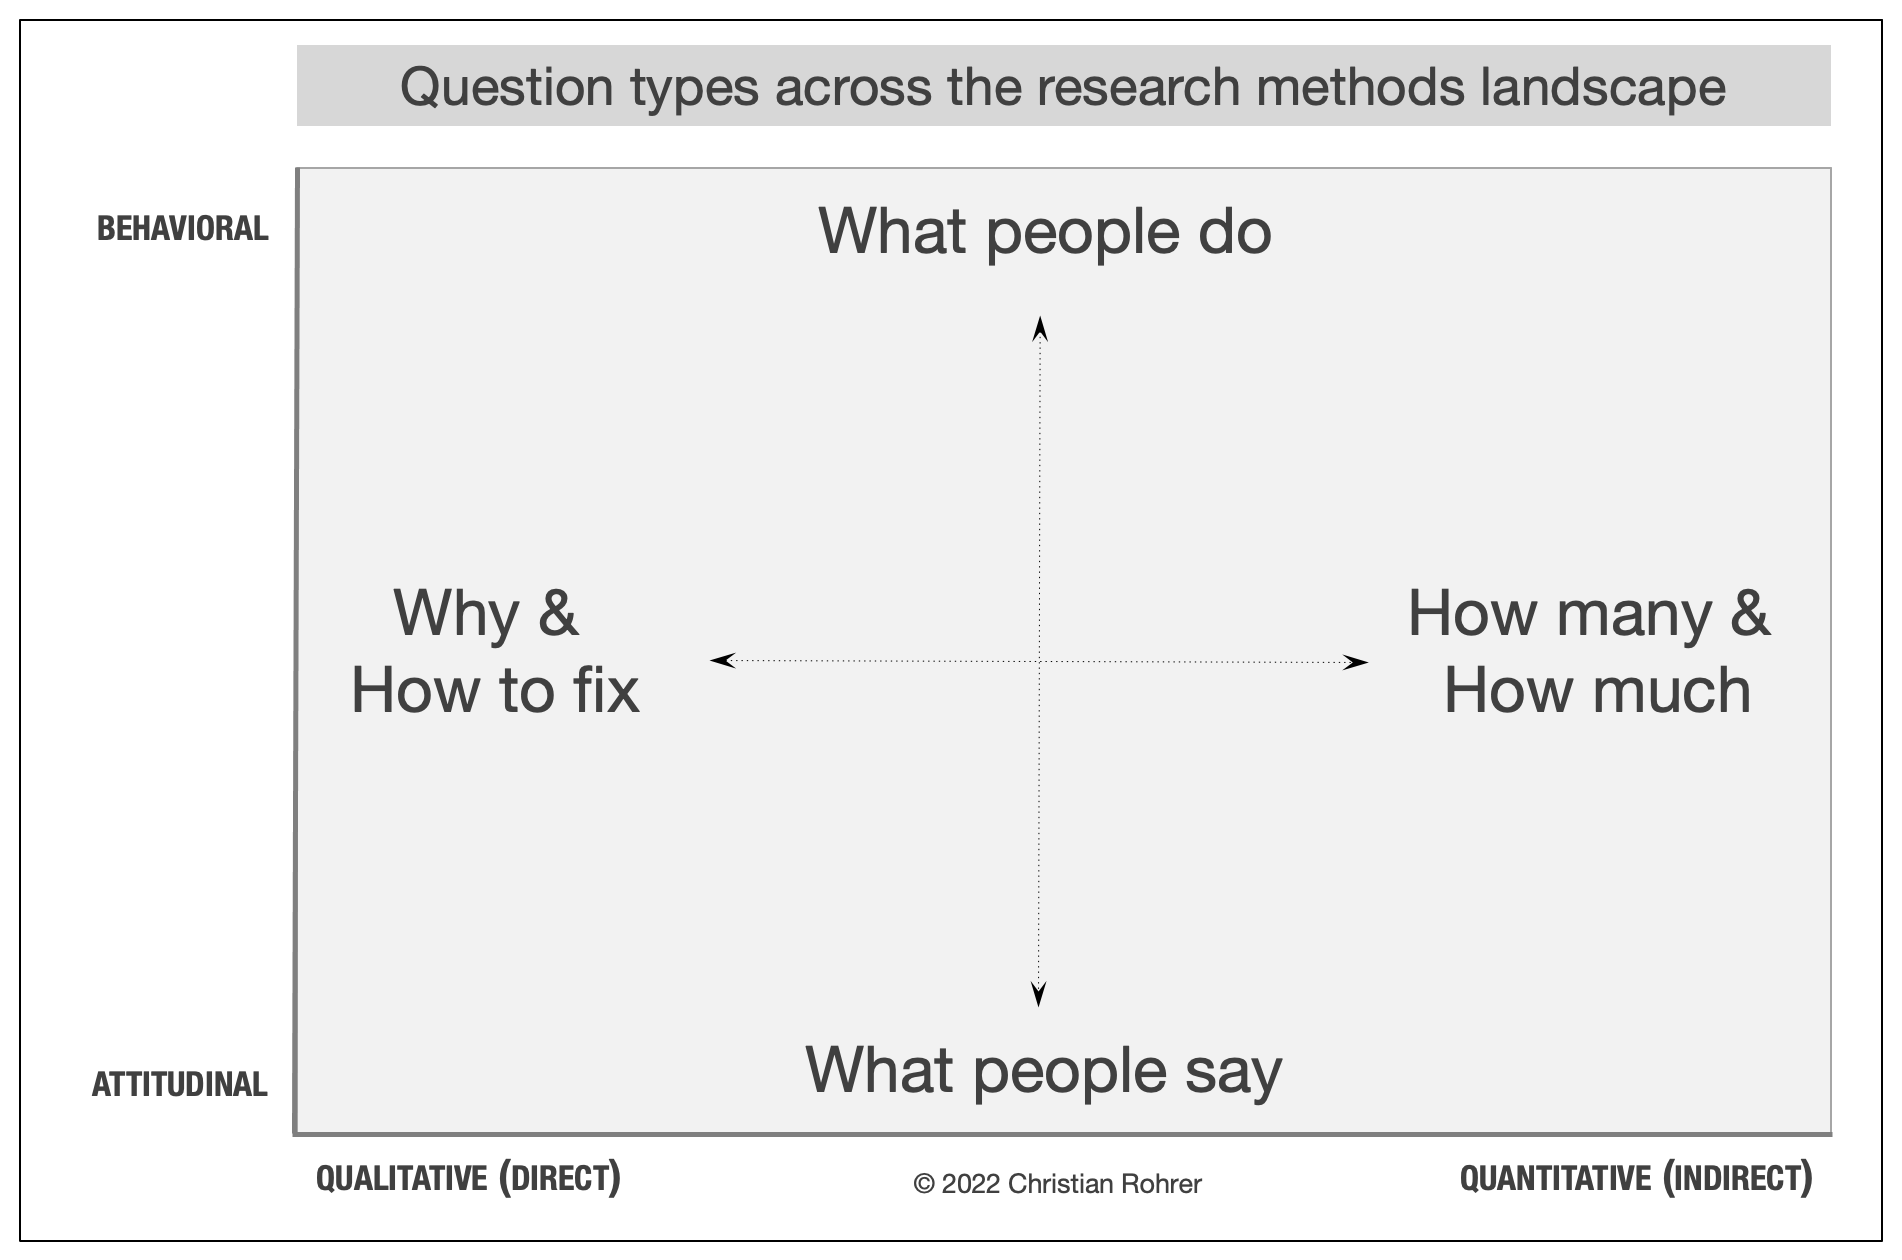 Question types across the research methods landscape
BEHAVIORAL
What people do
Why &
How to fix
How many &
How much
What people say
ATTITUDINAL
QUALITATIVE (DIRECT)
© 2022 Christian Rohrer
QUANTITATIVE (INDIRECT)